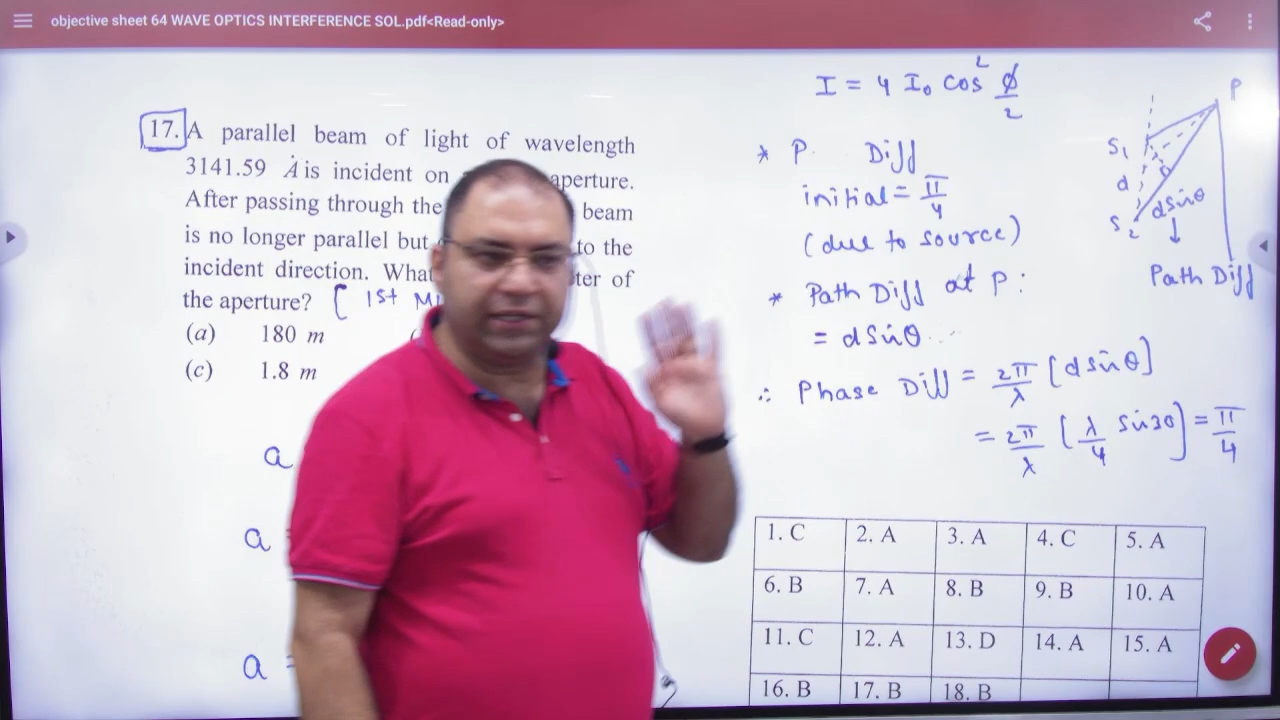 objective sheet 64 WAVE OPTICS INTERFERENCE SOL.pdf<Read-only>
17. A parallel beam of light of wavelength
3141.59 Å is incident on aperture.
After passing through the beam
is no longer parallel but to the
incident direction. What
the aperture? [ 1st
(a) 180 m
(c) 1.8 m
a
a =
a =
I = 4 I₀ cos² ϕ/2
* P. Diff
initial = π/4
(due to source)
* Path Diff at P :
= d sinθ
∴ Phase Diff = 2π/λ [d sinθ]
= 2π/λ [λ/4 sin30] = π/4
P
S₁
d
S₂
dsinθ
↓
Path Diff
1. C 2. A 3. A 4. C 5. A
6. B 7. A 8. B 9. B 10. A
11. C 12. A 13. D 14. A 15. A
16. B 17. B 18. B